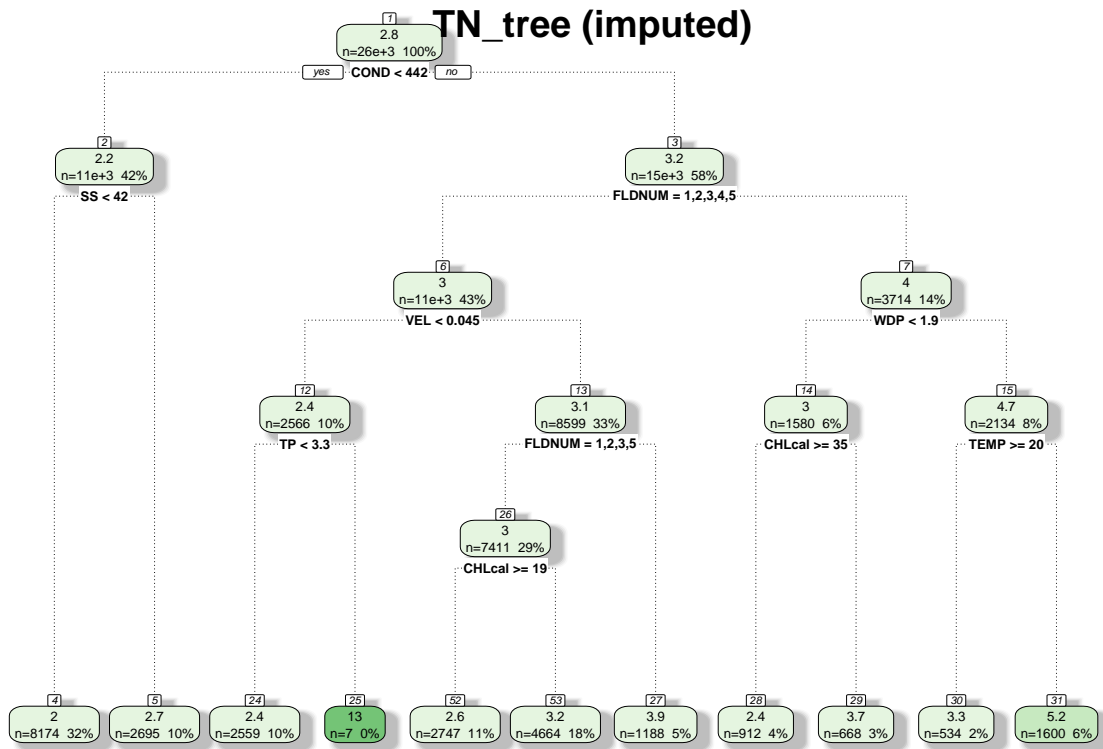 TN_tree (imputed)
1
2.8
n=26e+3 100%
yes COND < 442 no
2
2.2
n=11e+3 42%
SS < 42
3
3.2
n=15e+3 58%
FLDNUM = 1,2,3,4,5
6
3
n=11e+3 43%
VEL < 0.045
7
4
n=3714 14%
WDP < 1.9
12
2.4
n=2566 10%
TP < 3.3
13
3.1
n=8599 33%
FLDNUM = 1,2,3,5
14
3
n=1580 6%
CHLcal >= 35
15
4.7
n=2134 8%
TEMP >= 20
26
3
n=7411 29%
CHLcal >= 19
4
2
n=8174 32%
5
2.7
n=2695 10%
24
2.4
n=2559 10%
25
13
n=7 0%
52
2.6
n=2747 11%
53
3.2
n=4664 18%
27
3.9
n=1188 5%
28
2.4
n=912 4%
29
3.7
n=668 3%
30
3.3
n=534 2%
31
5.2
n=1600 6%